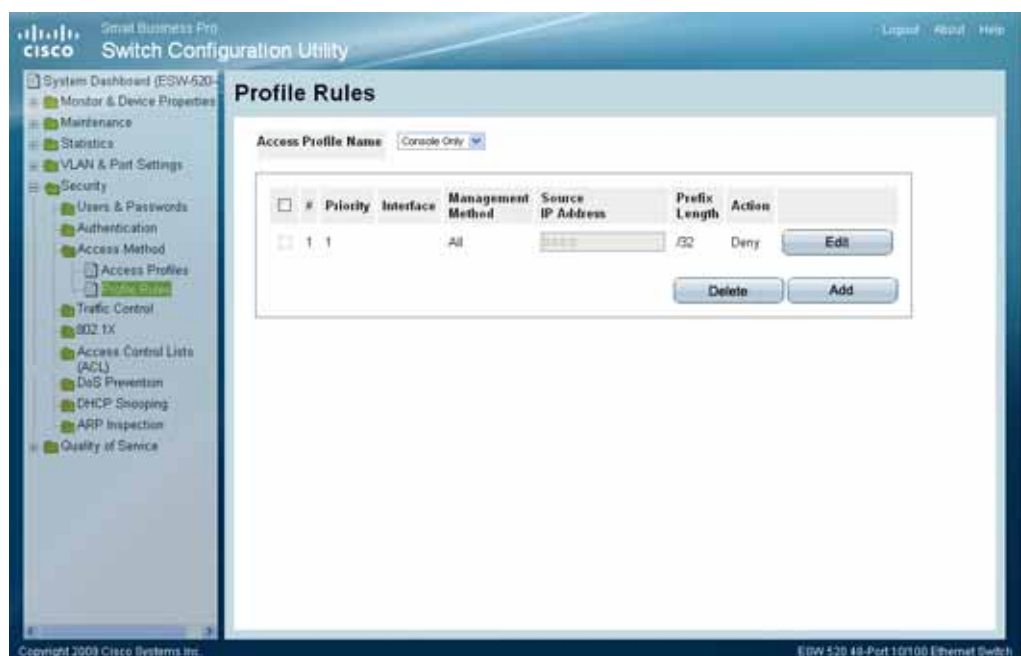 Small Business Pro
Logout About Help
CISCO Switch Configuration Utility
System Dashboard (ESW-520-
Monitor & Device Properties
Maintenance
Statistics
VLAN & Port Settings
Security
Users & Passwords
Authentication
Access Method
Access Profiles
Profile Rules
Traffic Control
802.1X
Access Control Lists
(ACL)
DoS Prevention
DHCP Snooping
ARP Inspection
Quality of Service
Profile Rules
Access Profile Name Console Only
# Priority Interface Management Method Source IP Address Prefix Length Action
1 1 All /32 Deny Edit
Delete Add
Copyright 2009 Cisco Systems Inc.
ESW 520 48-Port 10/100 Ethernet Switch